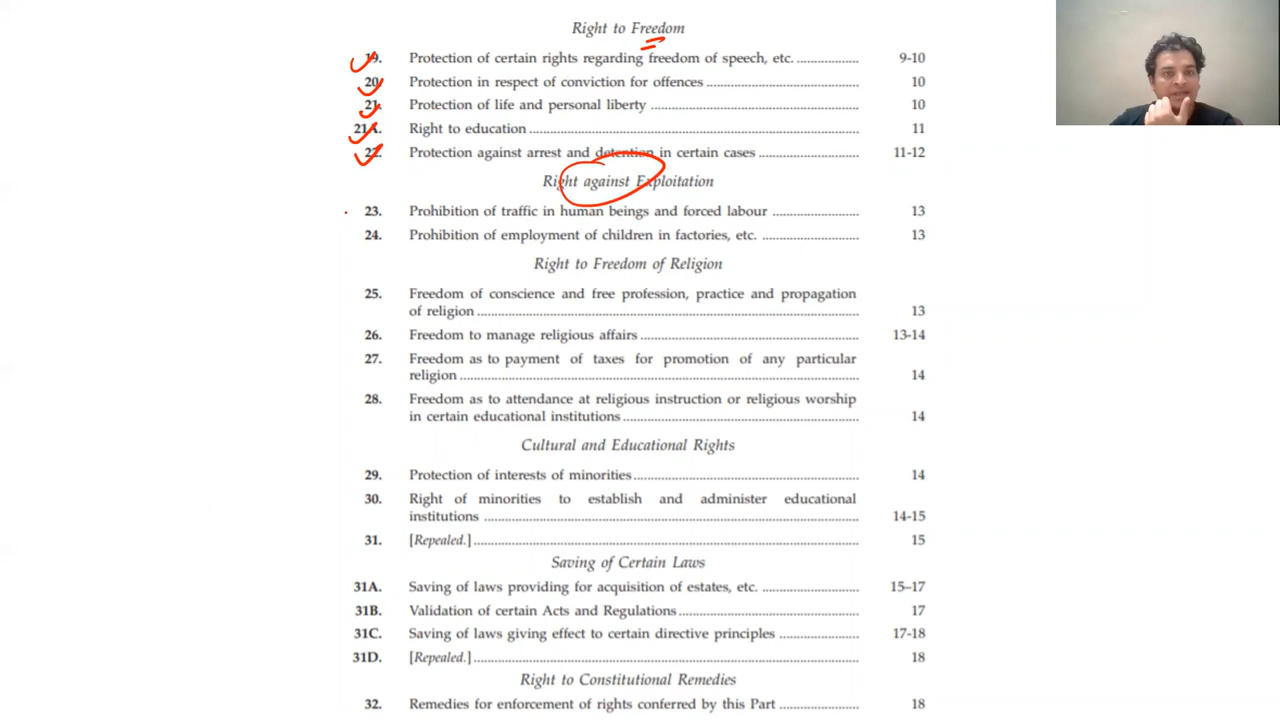 Right to Freedom
19. Protection of certain rights regarding freedom of speech, etc. ................. 9-10
20. Protection in respect of conviction for offences ......................................... 10
21. Protection of life and personal liberty ........................................................ 10
21A. Right to education ......................................................................................... 11
22. Protection against arrest and detention in certain cases ............................ 11-12
Right against Exploitation
23. Prohibition of traffic in human beings and forced labour ....................... 13
24. Prohibition of employment of children in factories, etc. .......................... 13
Right to Freedom of Religion
25. Freedom of conscience and free profession, practice and propagation
of religion ....................................................................................................... 13
26. Freedom to manage religious affairs ........................................................... 13-14
27. Freedom as to payment of taxes for promotion of any particular
religion ............................................................................................................ 14
28. Freedom as to attendance at religious instruction or religious worship
in certain educational institutions ................................................................ 14
Cultural and Educational Rights
29. Protection of interests of minorities ............................................................. 14
30. Right of minorities to establish and administer educational
institutions ...................................................................................................... 14-15
31. [Repealed.] ...................................................................................................... 15
Saving of Certain Laws
31A. Saving of laws providing for acquisition of estates, etc. .......................... 15–17
31B. Validation of certain Acts and Regulations ................................................ 17
31C. Saving of laws giving effect to certain directive principles ..................... 17-18
31D. [Repealed.] ...................................................................................................... 18
Right to Constitutional Remedies
32. Remedies for enforcement of rights conferred by this Part ..................... 18